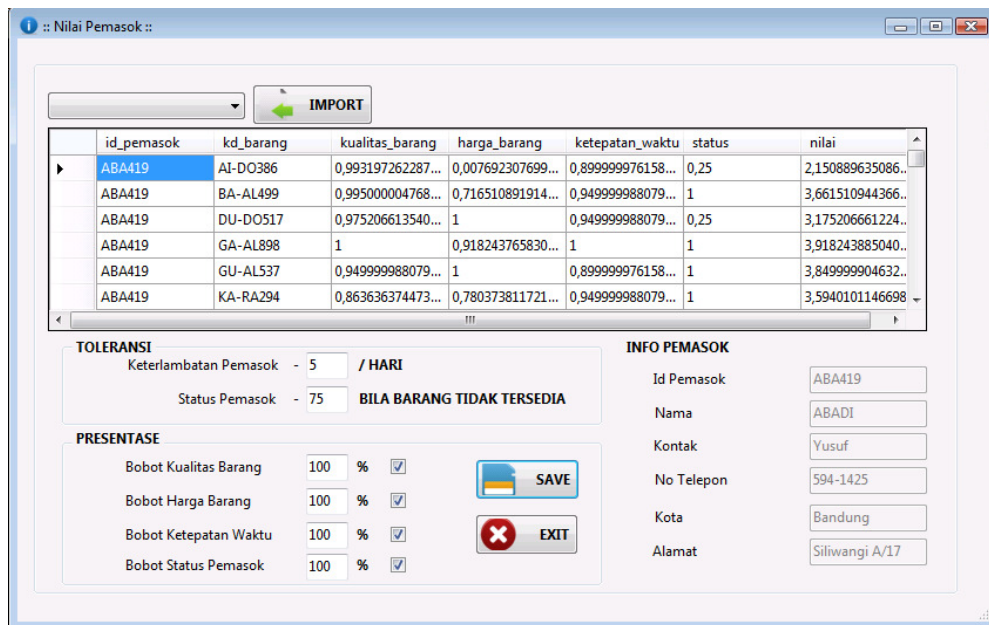 :: Nilai Pemasok ::
IMPORT
id_pemasok kd_barang kualitas_barang harga_barang ketepatan_waktu status nilai
ABA419 AI-DO386 0,993197262287... 0,007692307699... 0,899999976158... 0,25 2,150889635086..
ABA419 BA-AL499 0,995000004768... 0,716510891914... 0,949999988079... 1 3,661510944366..
ABA419 DU-DO517 0,975206613540... 1 0,949999988079... 0,25 3,175206661224..
ABA419 GA-AL898 1 0,918243765830... 1 1 3,918243885040..
ABA419 GU-AL537 0,949999988079... 1 0,899999976158... 1 3,849999904632..
ABA419 KA-RA294 0,863636374473... 0,780373811721... 0,949999988079... 1 3,5940101146698
TOLERANSI
Keterlambatan Pemasok - 5 / HARI
Status Pemasok - 75 BILA BARANG TIDAK TERSEDIA
PRESENTASE
Bobot Kualitas Barang 100 %
Bobot Harga Barang 100 %
Bobot Ketepatan Waktu 100 %
Bobot Status Pemasok 100 %
SAVE
EXIT
INFO PEMASOK
Id Pemasok ABA419
Nama ABADI
Kontak Yusuf
No Telepon 594-1425
Kota Bandung
Alamat Siliwangi A/17